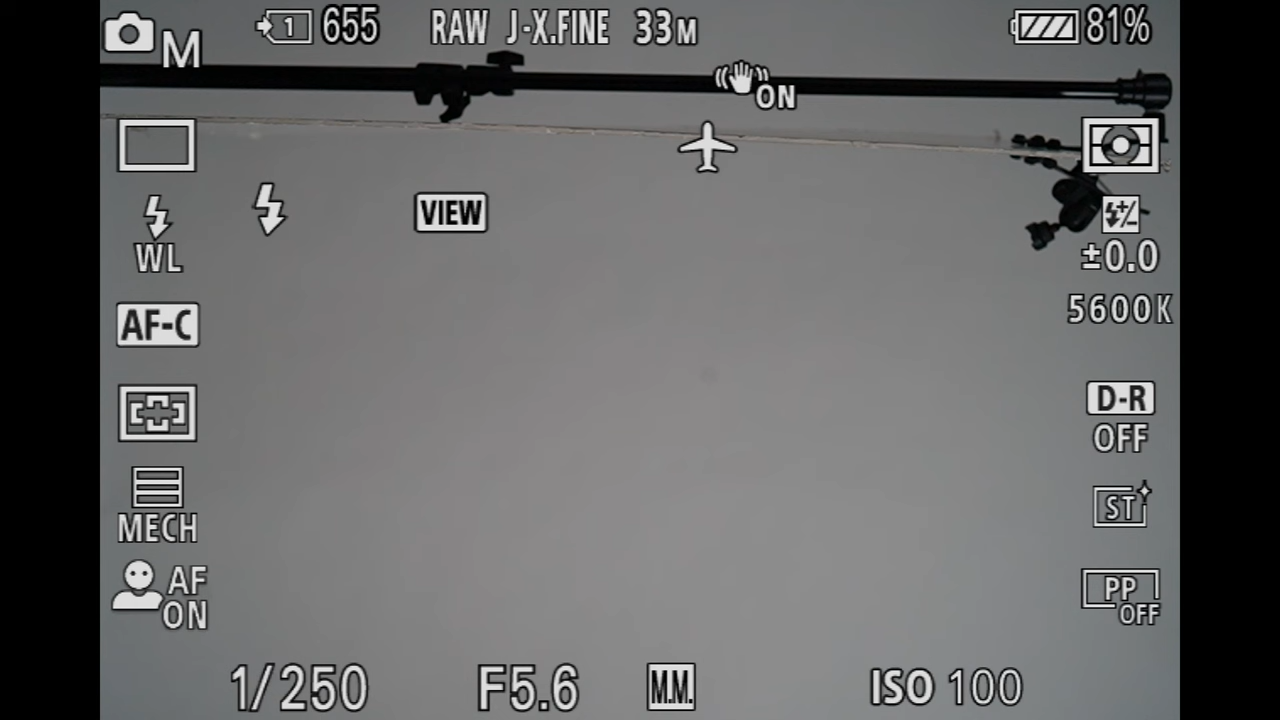 M 1 655 RAW J-X.FINE 33M 81%
ON
VIEW
WL
±0.0
AF-C
5600K
D-R
OFF
MECH
ST
AF
ON
PP
OFF
1/250 F5.6 M.M. ISO 100